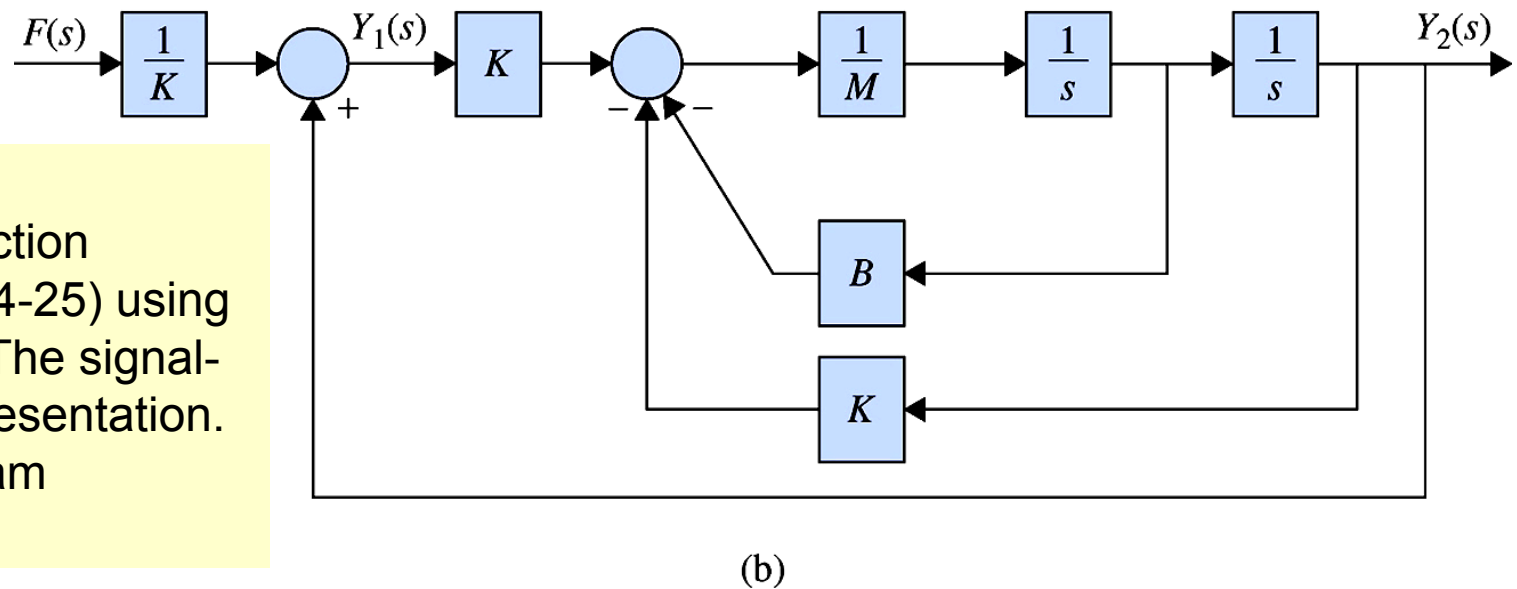 F(s)
1
K
+
Y₁(s)
K
−
−
1
M
1
s
1
s
Y₂(s)
B
K
ction
4-25) using
The signal-
esentation.
am
(b)